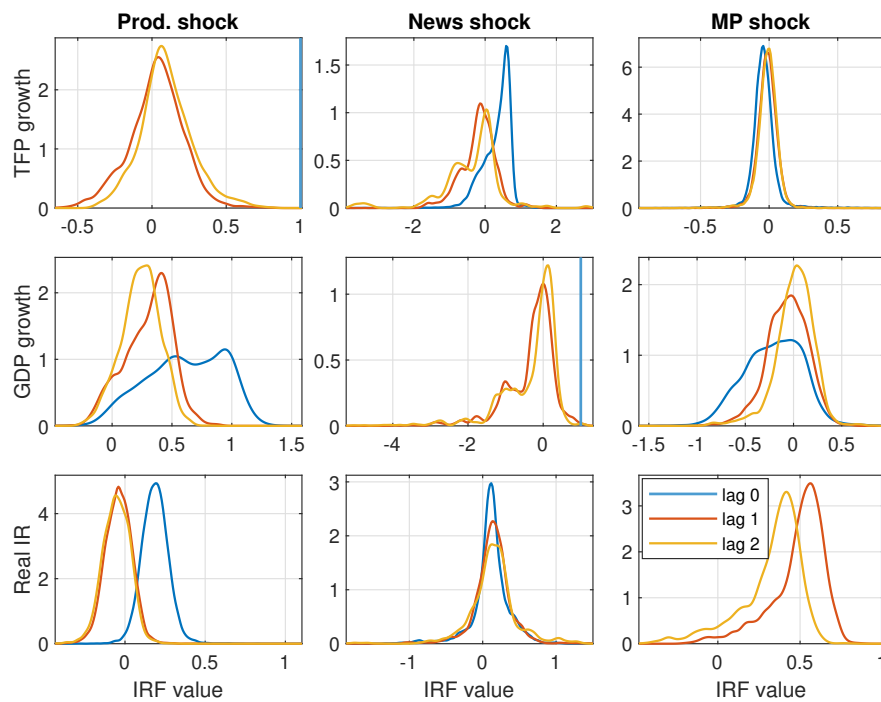 Prod. shock News shock MP shock
TFP growth
0 1 2
-0.5 0 0.5 1
0 0.5 1 1.5
-2 0 2
0 2 4 6
-0.5 0 0.5
GDP growth
0 1 2
0 0.5 1 1.5
0 0.5 1
-4 -2 0
0 1 2
-1.5 -1 -0.5 0 0.5
Real IR
0 2 4
0 0.5 1
0 1 2 3
-1 0 1
0 1 2 3
0 0.5 1
lag 0
lag 1
lag 2
IRF value IRF value IRF value